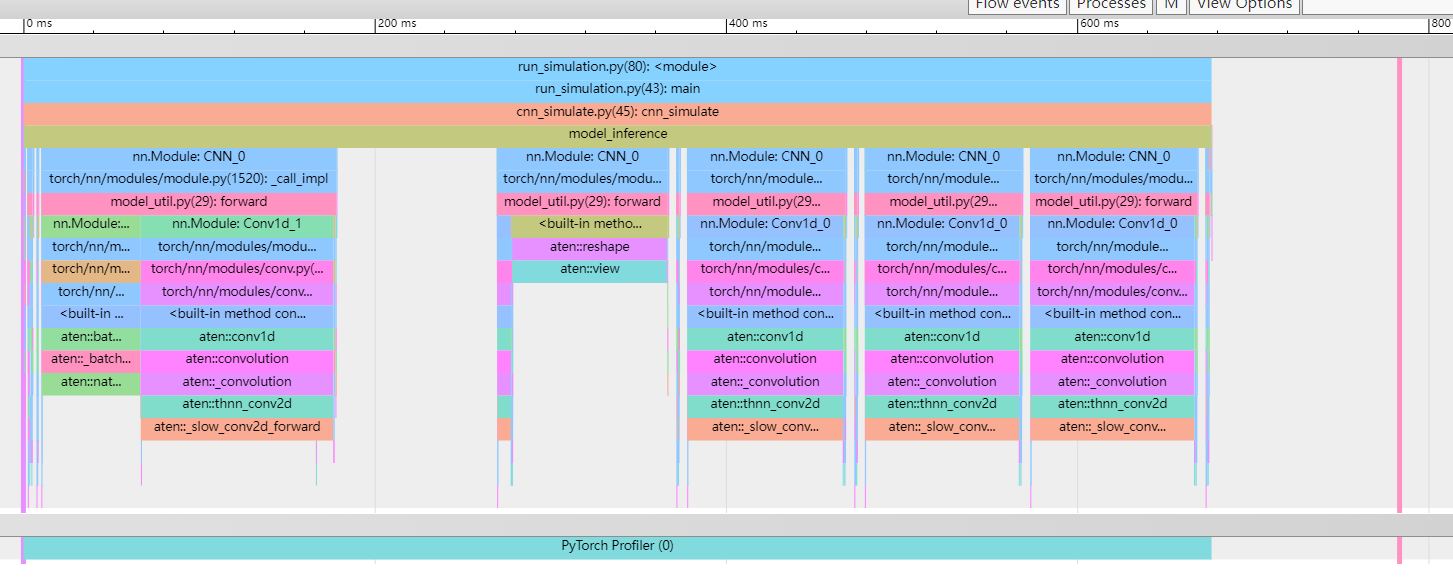 Flow events Processes M View Options
0 ms 200 ms 400 ms 600 ms 800
run_simulation.py(80): <module>
run_simulation.py(43): main
cnn_simulate.py(45): cnn_simulate
model_inference
nn.Module: CNN_0 nn.Module: CNN_0 nn.Module: CNN_0 nn.Module: CNN_0 nn.Module: CNN_0
torch/nn/modules/module.py(1520): _call_impl torch/nn/modules/modu... torch/nn/module... torch/nn/module... torch/nn/modules/modu...
model_util.py(29): forward model_util.py(29): forward model_util.py(29... model_util.py(29... model_util.py(29): forward
nn.Module:... nn.Module: Conv1d_1 <built-in metho... nn.Module: Conv1d_0 nn.Module: Conv1d_0 nn.Module: Conv1d_0
torch/nn/m... torch/nn/modules/modu... aten::reshape torch/nn/module... torch/nn/module... torch/nn/module...
torch/nn/m... torch/nn/modules/conv.py(... aten::view torch/nn/modules/c... torch/nn/modules/c... torch/nn/modules/c...
torch/nn/... torch/nn/modules/conv... torch/nn/module... torch/nn/module... torch/nn/modules/conv...
<built-in ... <built-in method con... <built-in method con... <built-in method con... <built-in method con...
aten::bat... aten::conv1d aten::conv1d aten::conv1d aten::conv1d
aten::_batch... aten::convolution aten::convolution aten::convolution aten::convolution
aten::nat... aten::_convolution aten::_convolution aten::_convolution aten::_convolution
aten::thnn_conv2d aten::thnn_conv2d aten::thnn_conv2d aten::thnn_conv2d
aten::_slow_conv2d_forward aten::_slow_conv... aten::_slow_conv... aten::_slow_conv...
PyTorch Profiler (0)